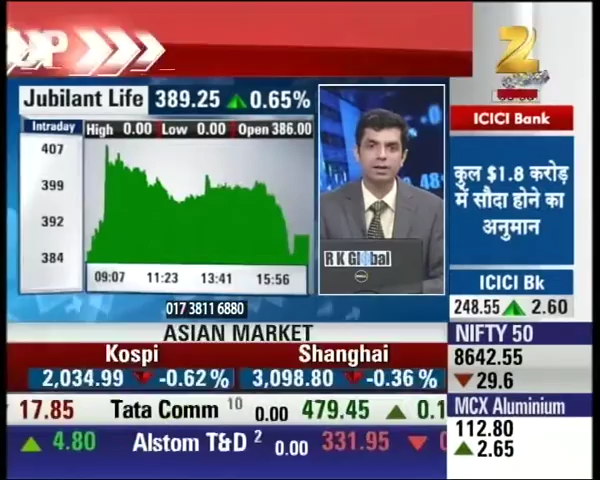 UP
Jubilant Life 389.25 0.65%
Intraday High 0.00 Low 0.00 Open 386.00
407
399
392
384
09:07 11:23 13:41 15:56
017 3811 6880
R K Global
DELL
ICICI Bank
कुल $1.8 करोड़
में सौदा होने का
अनुमान
ICICI Bk
248.55 2.60
NIFTY 50
8642.55
29.6
MCX Aluminium
112.80
2.65
ASIAN MARKET
Kospi Shanghai
2,034.99 -0.62% 3,098.80 -0.36%
17.85 Tata Comm 10 0.00 479.45 0.1
4.80 Alstom T&D 2 0.00 331.95